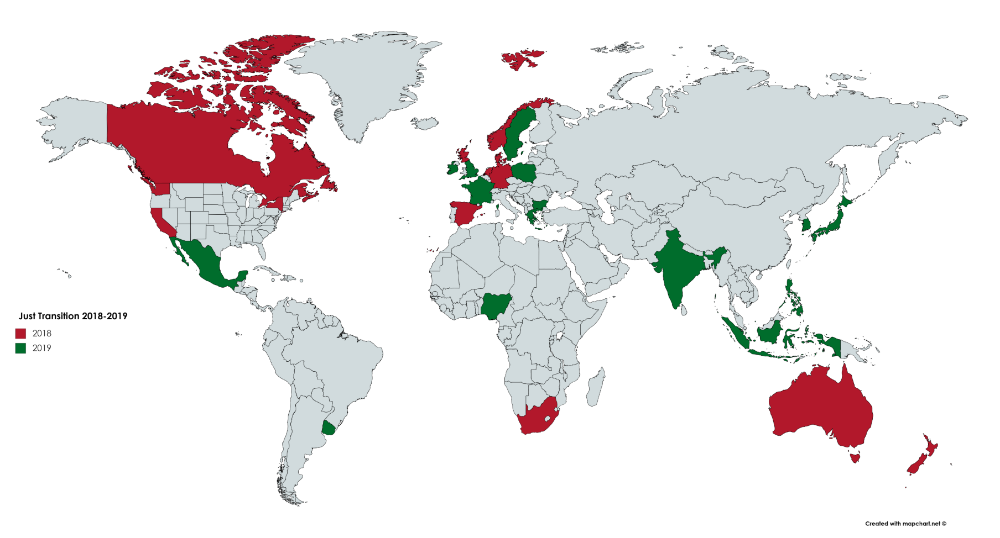 Just Transition 2018-2019
2018
2019
Created with mapchart.net ©